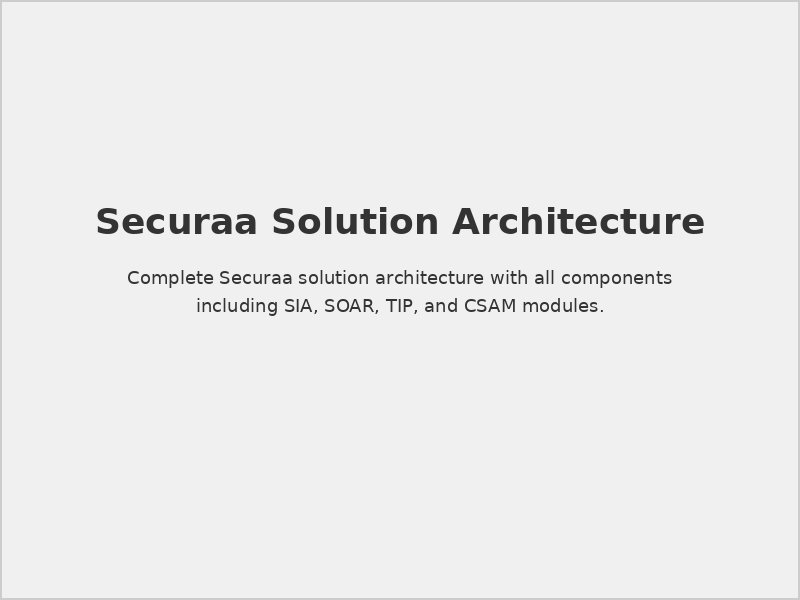 Securaa Solution Architecture
Complete Securaa solution architecture with all components
including SIA, SOAR, TIP, and CSAM modules.